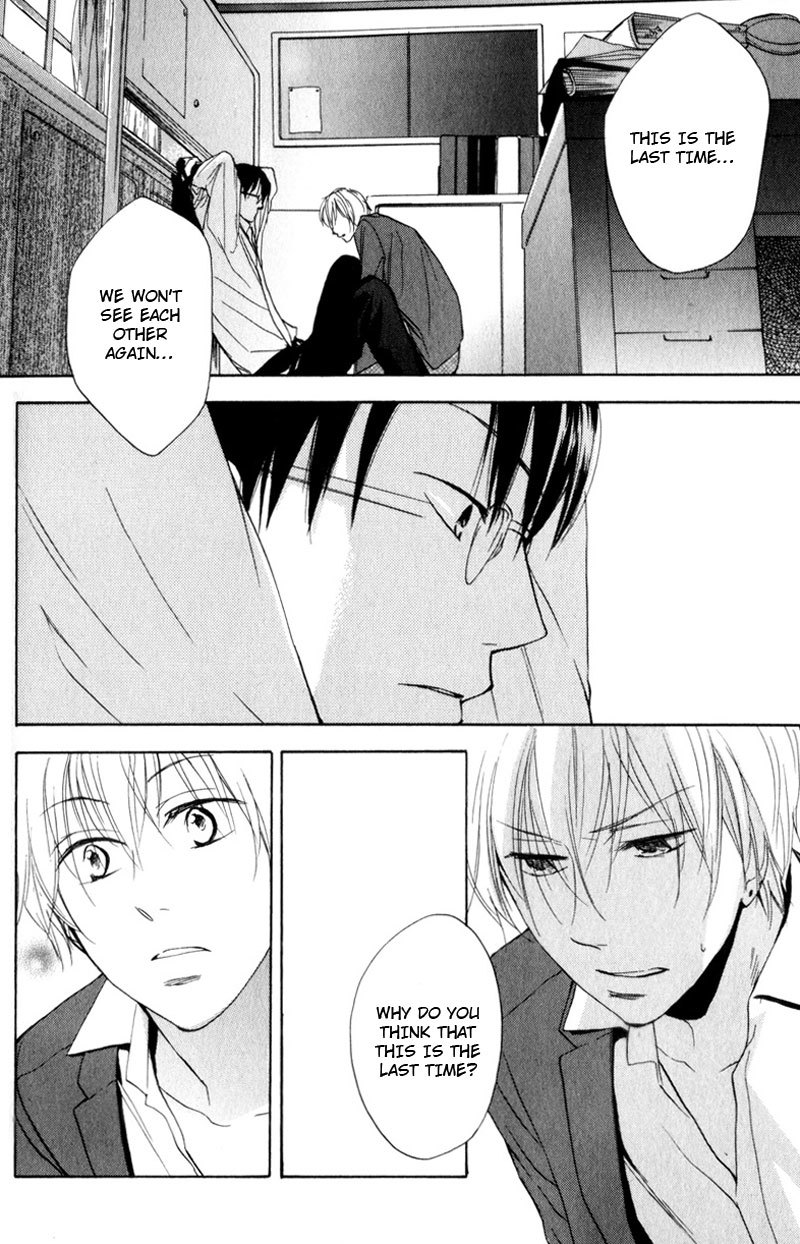 THIS IS THE
LAST TIME...
WE WON'T
SEE EACH
OTHER
AGAIN...
WHY DO YOU
THINK THAT
THIS IS THE
LAST TIME?